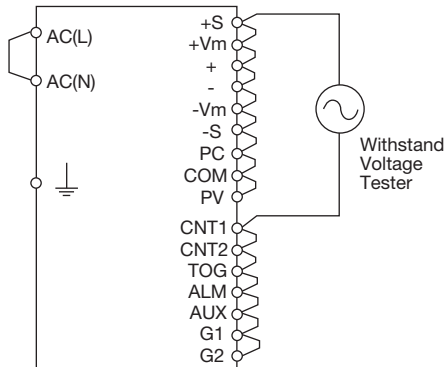 AC(L)
AC(N)
+S
+Vm
+
-
-Vm
-S
PC
COM
PV
CNT1
CNT2
TOG
ALM
AUX
G1
G2
Withstand
Voltage
Tester